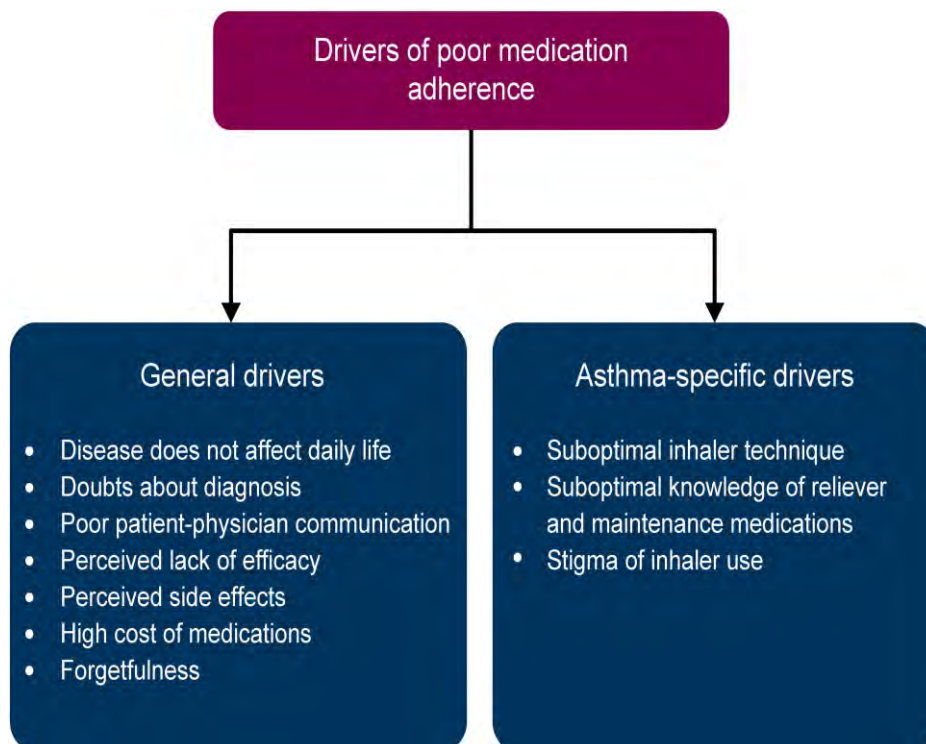 Drivers of poor medication
adherence
General drivers
• Disease does not affect daily life
• Doubts about diagnosis
• Poor patient-physician communication
• Perceived lack of efficacy
• Perceived side effects
• High cost of medications
• Forgetfulness
Asthma-specific drivers
• Suboptimal inhaler technique
• Suboptimal knowledge of reliever
and maintenance medications
• Stigma of inhaler use